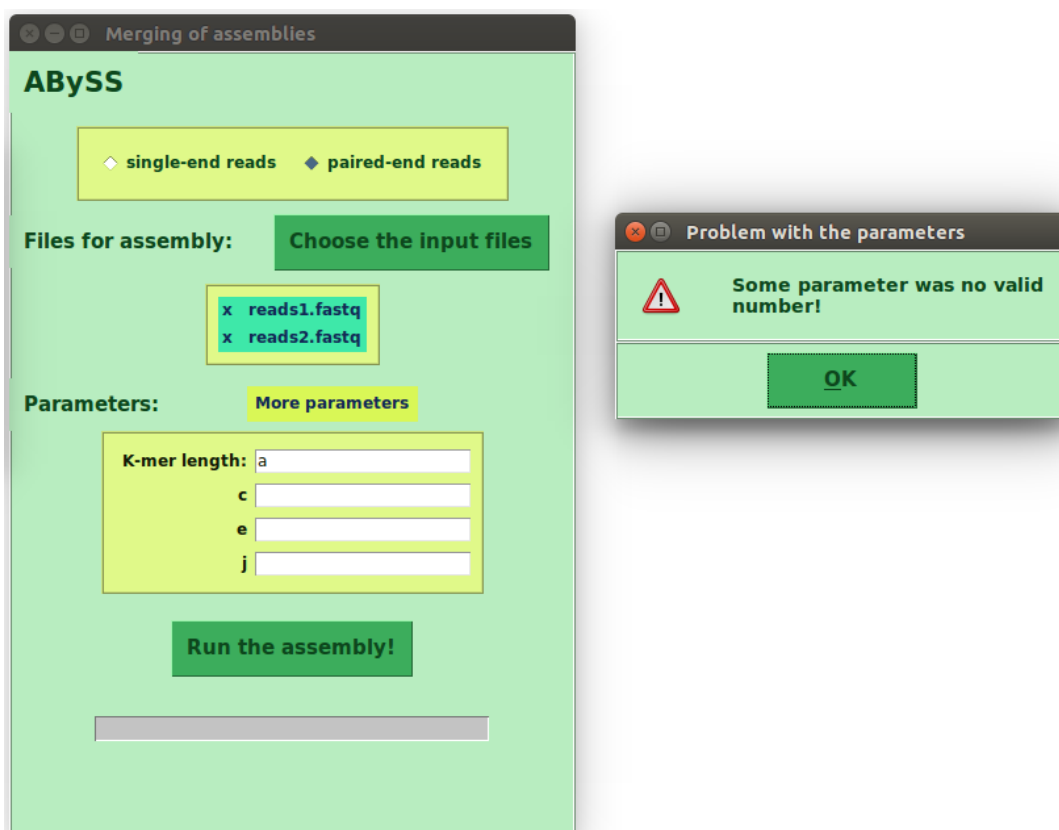 Merging of assemblies
ABySS
single-end reads paired-end reads
Files for assembly: Choose the input files
x reads1.fastq
x reads2.fastq
Parameters: More parameters
K-mer length: a
c
e
j
Run the assembly!
Problem with the parameters
Some parameter was no valid
number!
OK